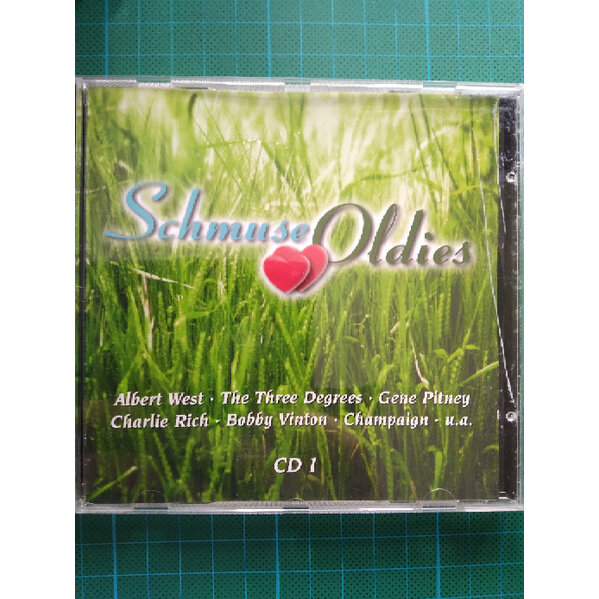 Schmuse Oldies
Albert West · The Three Degrees · Gene Pitney
Charlie Rich · Bobby Vinton · Champaign · u.a.
CD 1